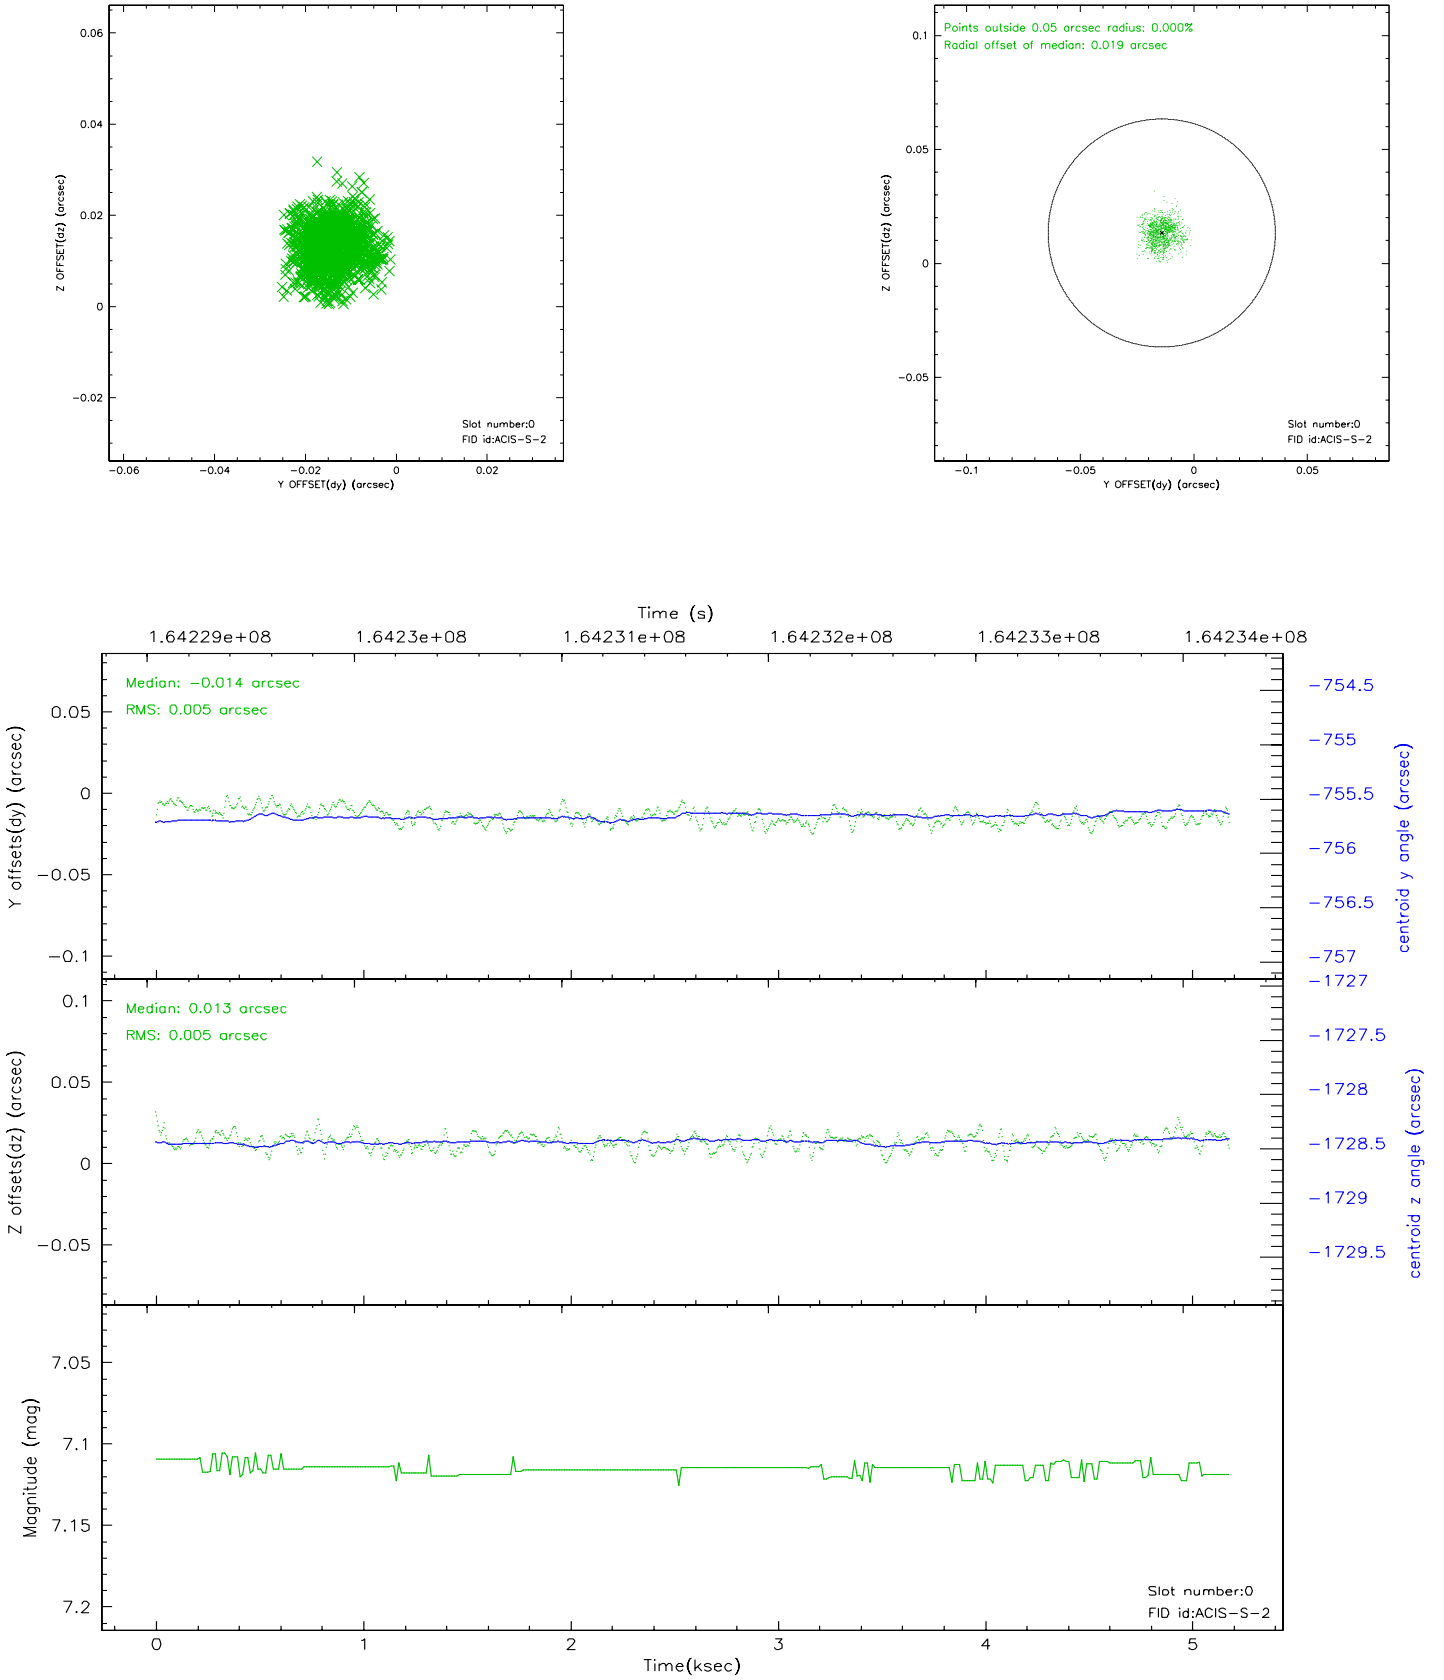 0.06
0.04
0.02
0
−0.02
Z OFFSET(dz) (arcsec)
Slot number:0
FID id:ACIS−S−2
−0.06 −0.04 −0.02 0 0.02
Y OFFSET(dy) (arcsec)
Points outside 0.05 arcsec radius: 0.000%
Radial offset of median: 0.019 arcsec
0.1
0.05
0
−0.05
Z OFFSET(dz) (arcsec)
Slot number:0
FID id:ACIS−S−2
−0.1 −0.05 0 0.05
Y OFFSET(dy) (arcsec)
Time (s)
1.64229e+08 1.6423e+08 1.64231e+08 1.64232e+08 1.64233e+08 1.64234e+08
Median: −0.014 arcsec
RMS: 0.005 arcsec
0.05
0
−0.05
−0.1
Y offsets(dy) (arcsec)
−754.5
−755
−755.5
−756
−756.5
−757
centroid y angle (arcsec)
Median: 0.013 arcsec
RMS: 0.005 arcsec
0.1
0.05
0
−0.05
Z offsets(dz) (arcsec)
−1727
−1727.5
−1728
−1728.5
−1729
−1729.5
centroid z angle (arcsec)
7.05
7.1
7.15
7.2
Magnitude (mag)
Slot number:0
FID id:ACIS−S−2
0 1 2 3 4 5
Time(ksec)